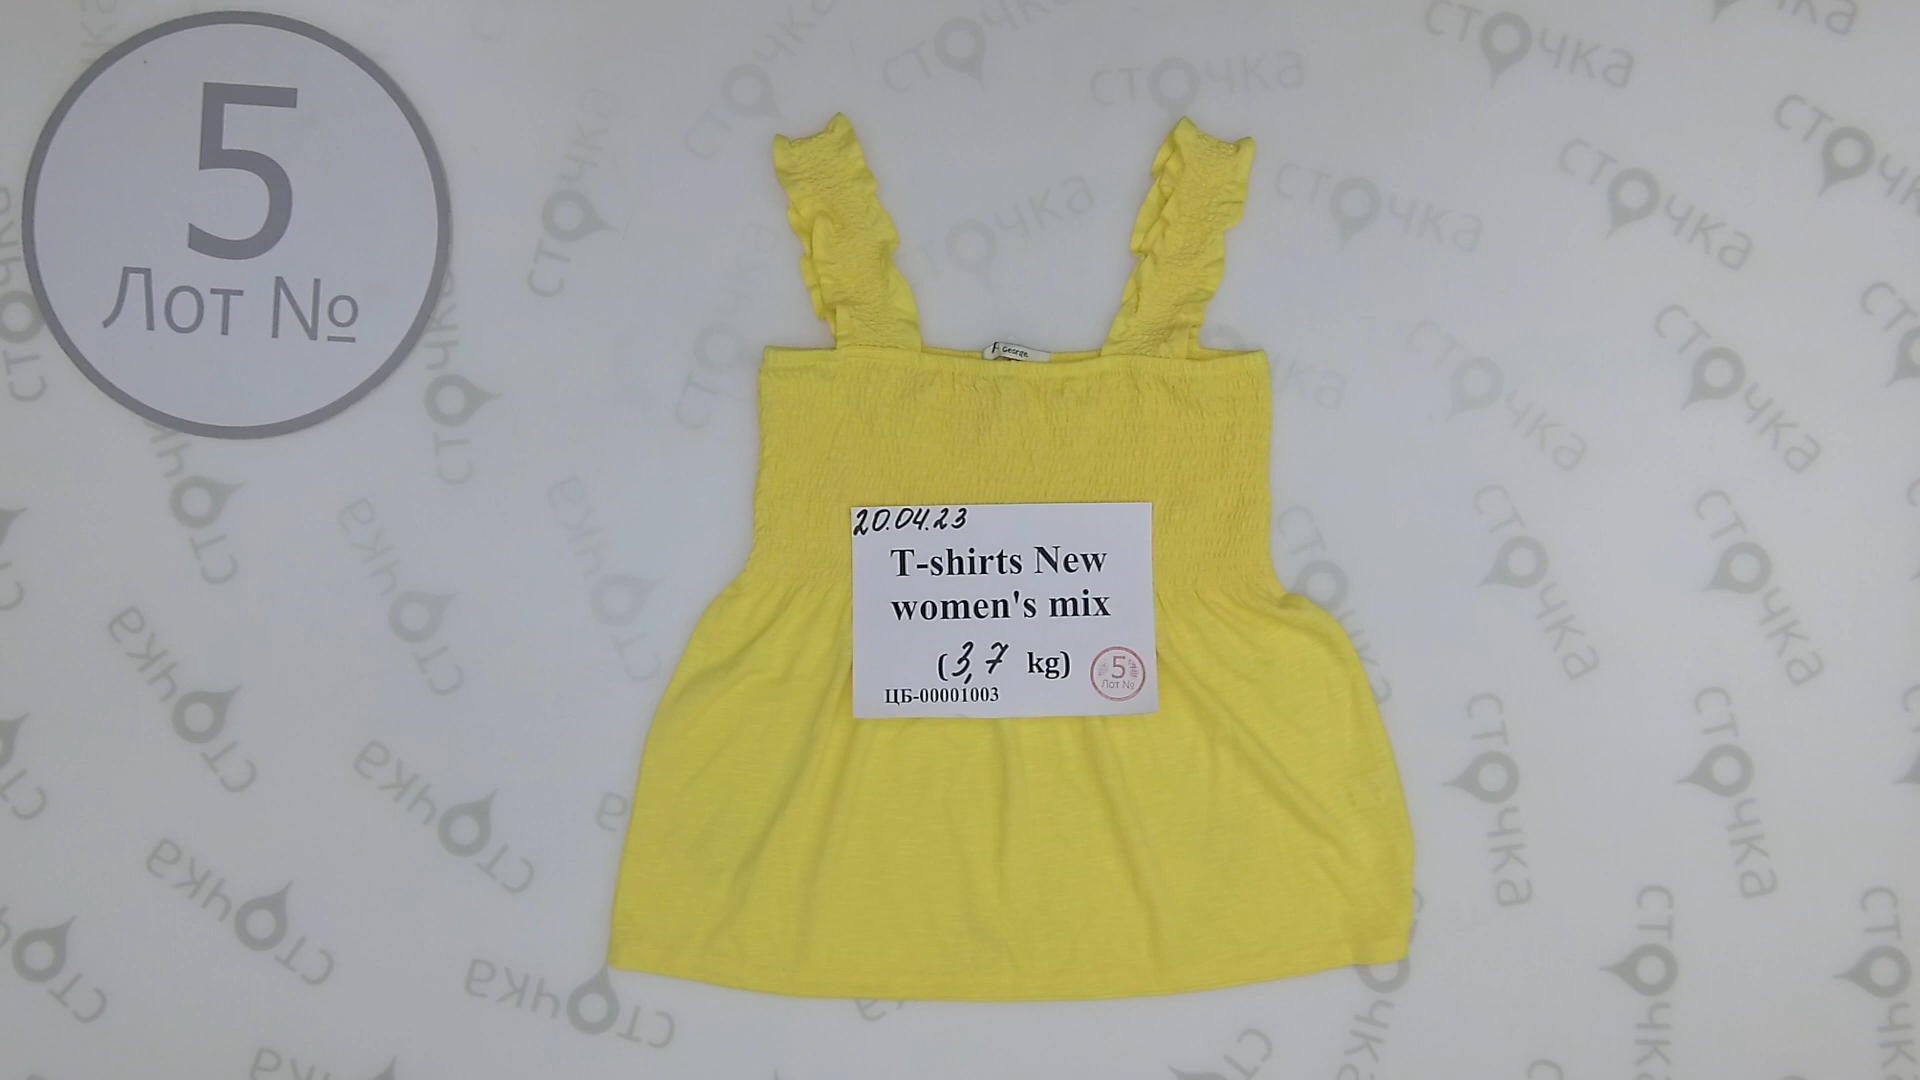 5
Лот №
George
20.04.23
T-shirts New
women's mix
(3,7 kg)
ЦБ-00001003
5
Лот №
сточка